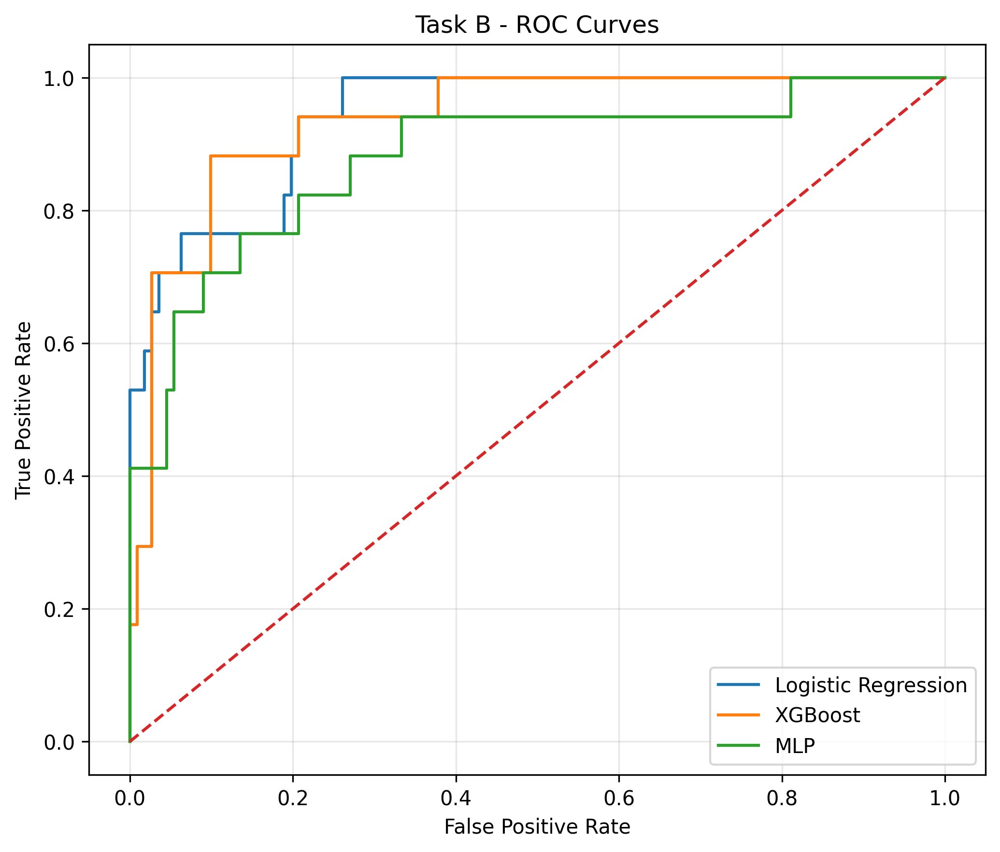 Task B - ROC Curves
1.0
0.8
0.6
0.4
0.2
0.0
True Positive Rate
0.0 0.2 0.4 0.6 0.8 1.0
False Positive Rate
Logistic Regression
XGBoost
MLP